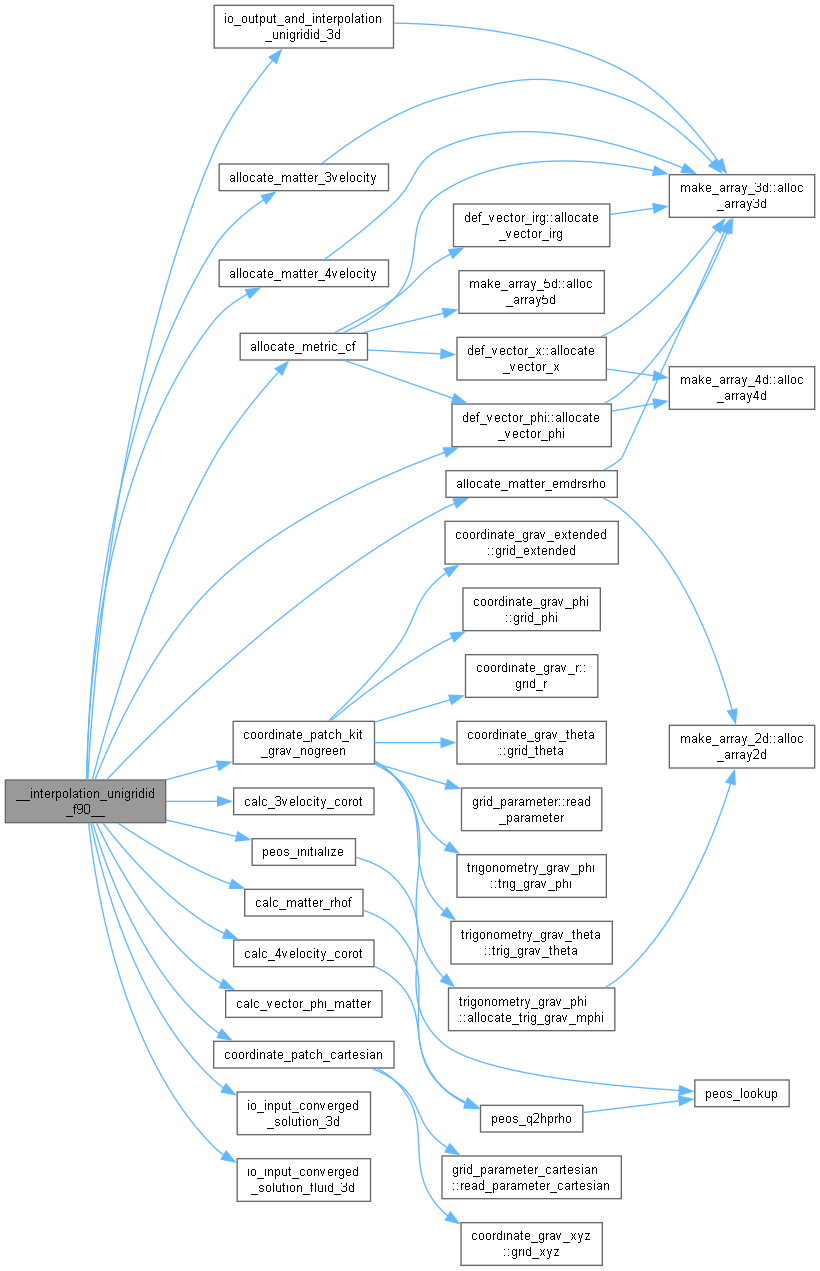 io_output_and_interpolation
_unigridid_3d
allocate_matter_3velocity
make_array_3d::alloc
_array3d
def_vector_irg::allocate
_vector_irg
allocate_matter_4velocity
make_array_5d::alloc
_array5d
allocate_metric_cf
def_vector_x::allocate
_vector_x
make_array_4d::alloc
_array4d
def_vector_phi::allocate
_vector_phi
allocate_matter_emdrsrho
coordinate_grav_extended
::grid_extended
coordinate_grav_phi
::grid_phi
coordinate_grav_r::
grid_r
coordinate_patch_kit
_grav_nogreen
coordinate_grav_theta
::grid_theta
make_array_2d::alloc
_array2d
__interpolation_unigridid
_f90__
calc_3velocity_corot
grid_parameter::read
_parameter
peos_initialize
trigonometry_grav_phi
::trig_grav_phi
calc_matter_rhof
trigonometry_grav_theta
::trig_grav_theta
calc_4velocity_corot
calc_vector_phi_matter
trigonometry_grav_phi
::allocate_trig_grav_mphi
coordinate_patch_cartesian
peos_lookup
io_input_converged
_solution_3d
peos_q2hprho
io_input_converged
_solution_fluid_3d
grid_parameter_cartesian
::read_parameter_cartesian
coordinate_grav_xyz
::grid_xyz